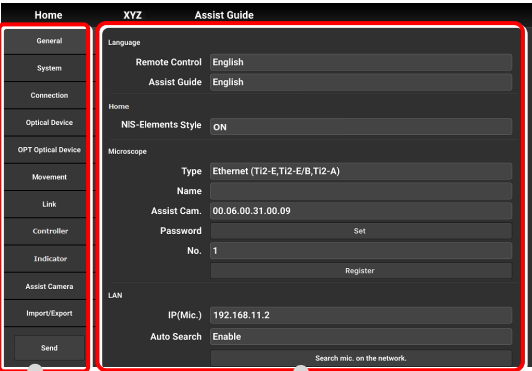 Home XYZ Assist Guide
General
System
Connection
Optical Device
OPT Optical Device
Movement
Link
Controller
Indicator
Assist Camera
Import/Export
Send
Language
Remote Control English
Assist Guide English
Home
NIS-Elements Style ON
Microscope
Type Ethernet (Ti2-E,Ti2-E/B,Ti2-A)
Name
Assist Cam. 00.06.00.31.00.09
Password Set
No. 1
Register
LAN
IP(Mic.) 192.168.11.2
Auto Search Enable
Search mic. on the network.